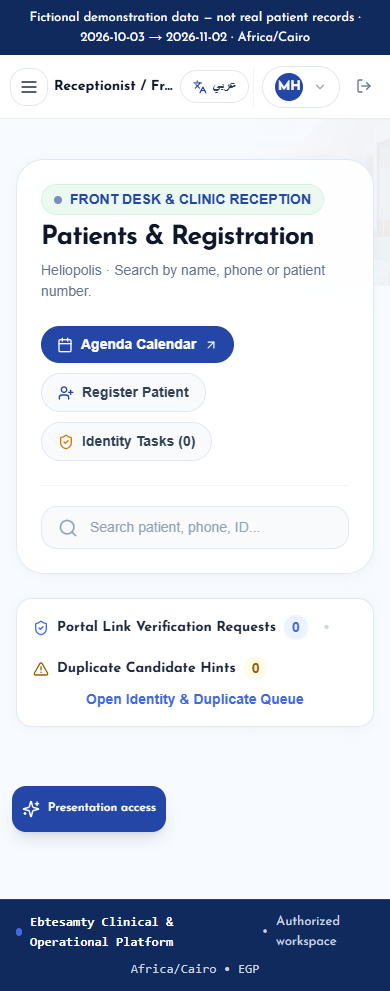 Fictional demonstration data — not real patient records ·
2026-10-03 → 2026-11-02 · Africa/Cairo
Receptionist / Fr...
عربي
MH
FRONT DESK & CLINIC RECEPTION
Patients & Registration
Heliopolis · Search by name, phone or patient
number.
Agenda Calendar
Register Patient
Identity Tasks (0)
Search patient, phone, ID...
Portal Link Verification Requests 0 •
Duplicate Candidate Hints 0
Open Identity & Duplicate Queue
Presentation access
Ebtesamty Clinical &
Operational Platform
• Authorized
workspace
Africa/Cairo • EGP